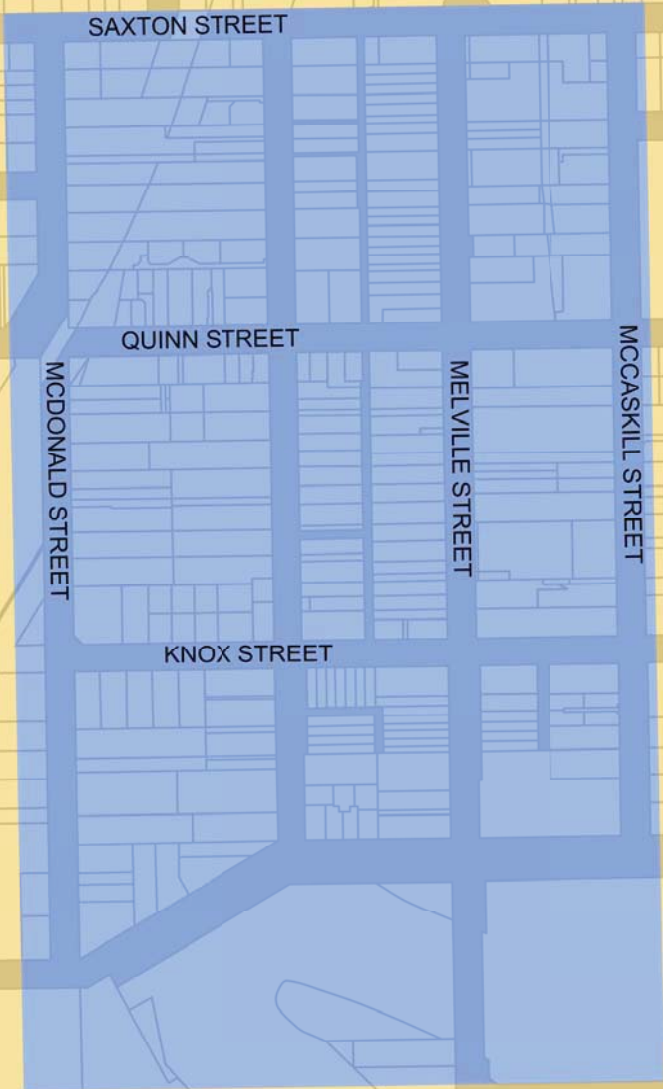 SAXTON STREET
QUINN STREET
MCDONALD STREET
MELVILLE STREET
MCCASKILL STREET
KNOX STREET